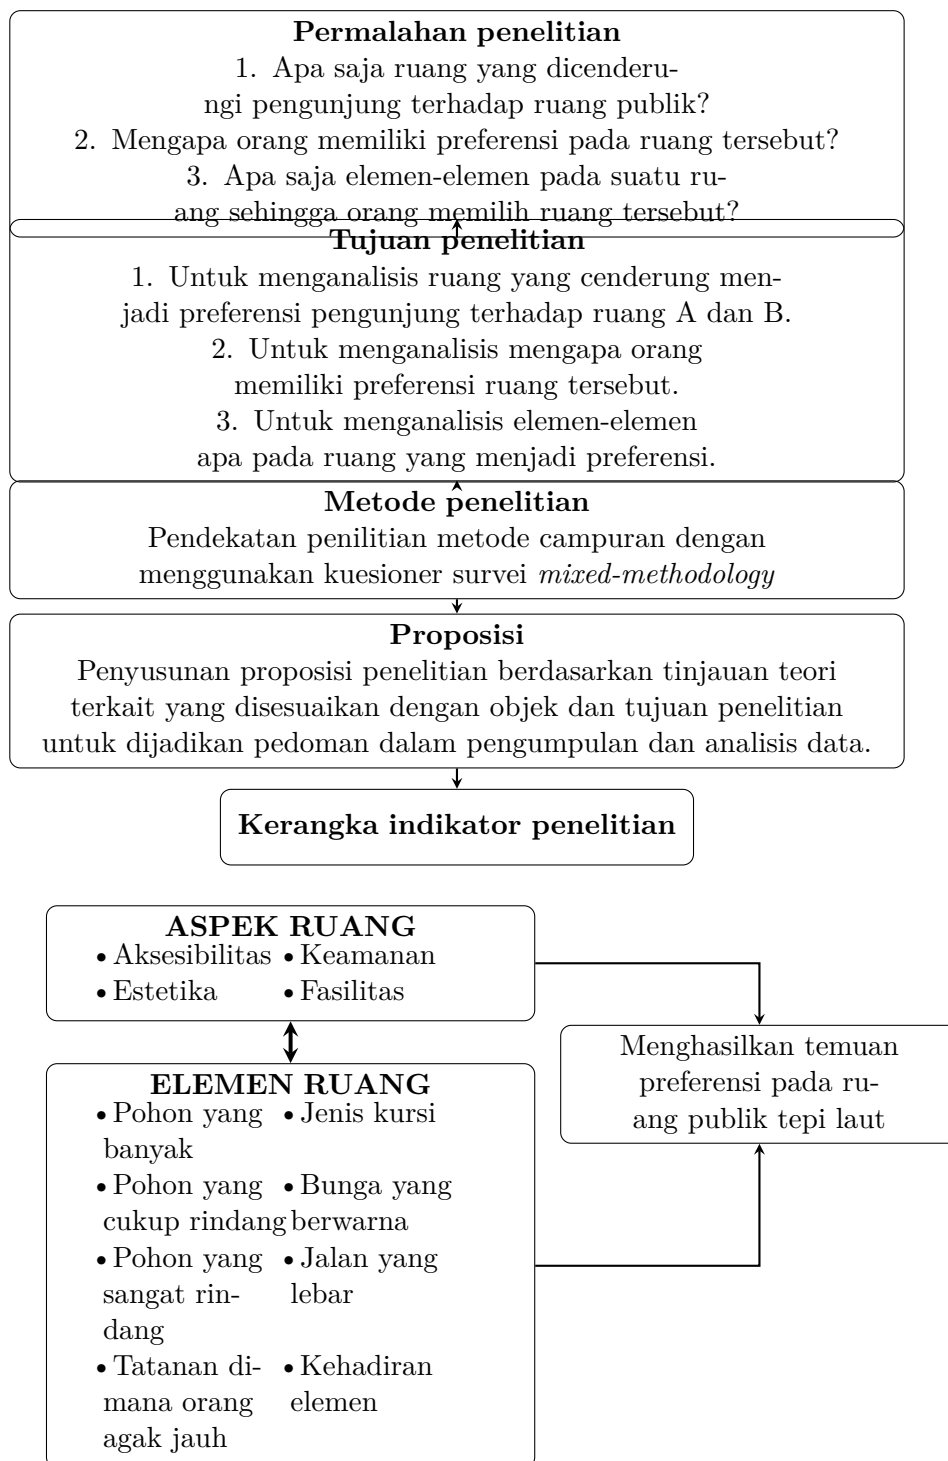 Permalahan penelitian
1. Apa saja ruang yang dicenderu-
ngi pengunjung terhadap ruang publik?
2. Mengapa orang memiliki preferensi pada ruang tersebut?
3. Apa saja elemen-elemen pada suatu ru-
ang sehingga orang memilih ruang tersebut?
Tujuan penelitian
1. Untuk menganalisis ruang yang cenderung men-
jadi preferensi pengunjung terhadap ruang A dan B.
2. Untuk menganalisis mengapa orang
memiliki preferensi ruang tersebut.
3. Untuk menganalisis elemen-elemen
apa pada ruang yang menjadi preferensi.
Metode penelitian
Pendekatan penilitian metode campuran dengan
menggunakan kuesioner survei mixed-methodology
Proposisi
Penyusunan proposisi penelitian berdasarkan tinjauan teori
terkait yang disesuaikan dengan objek dan tujuan penelitian
untuk dijadikan pedoman dalam pengumpulan dan analisis data.
Kerangka indikator penelitian
ASPEK RUANG
• Aksesibilitas • Keamanan
• Estetika • Fasilitas
Menghasilkan temuan
preferensi pada ru-
ang publik tepi laut
ELEMEN RUANG
• Pohon yang • Jenis kursi
banyak
• Pohon yang • Bunga yang
cukup rindang berwarna
• Pohon yang • Jalan yang
sangat rin- lebar
dang
• Tatanan di- • Kehadiran
mana orang elemen
agak jauh